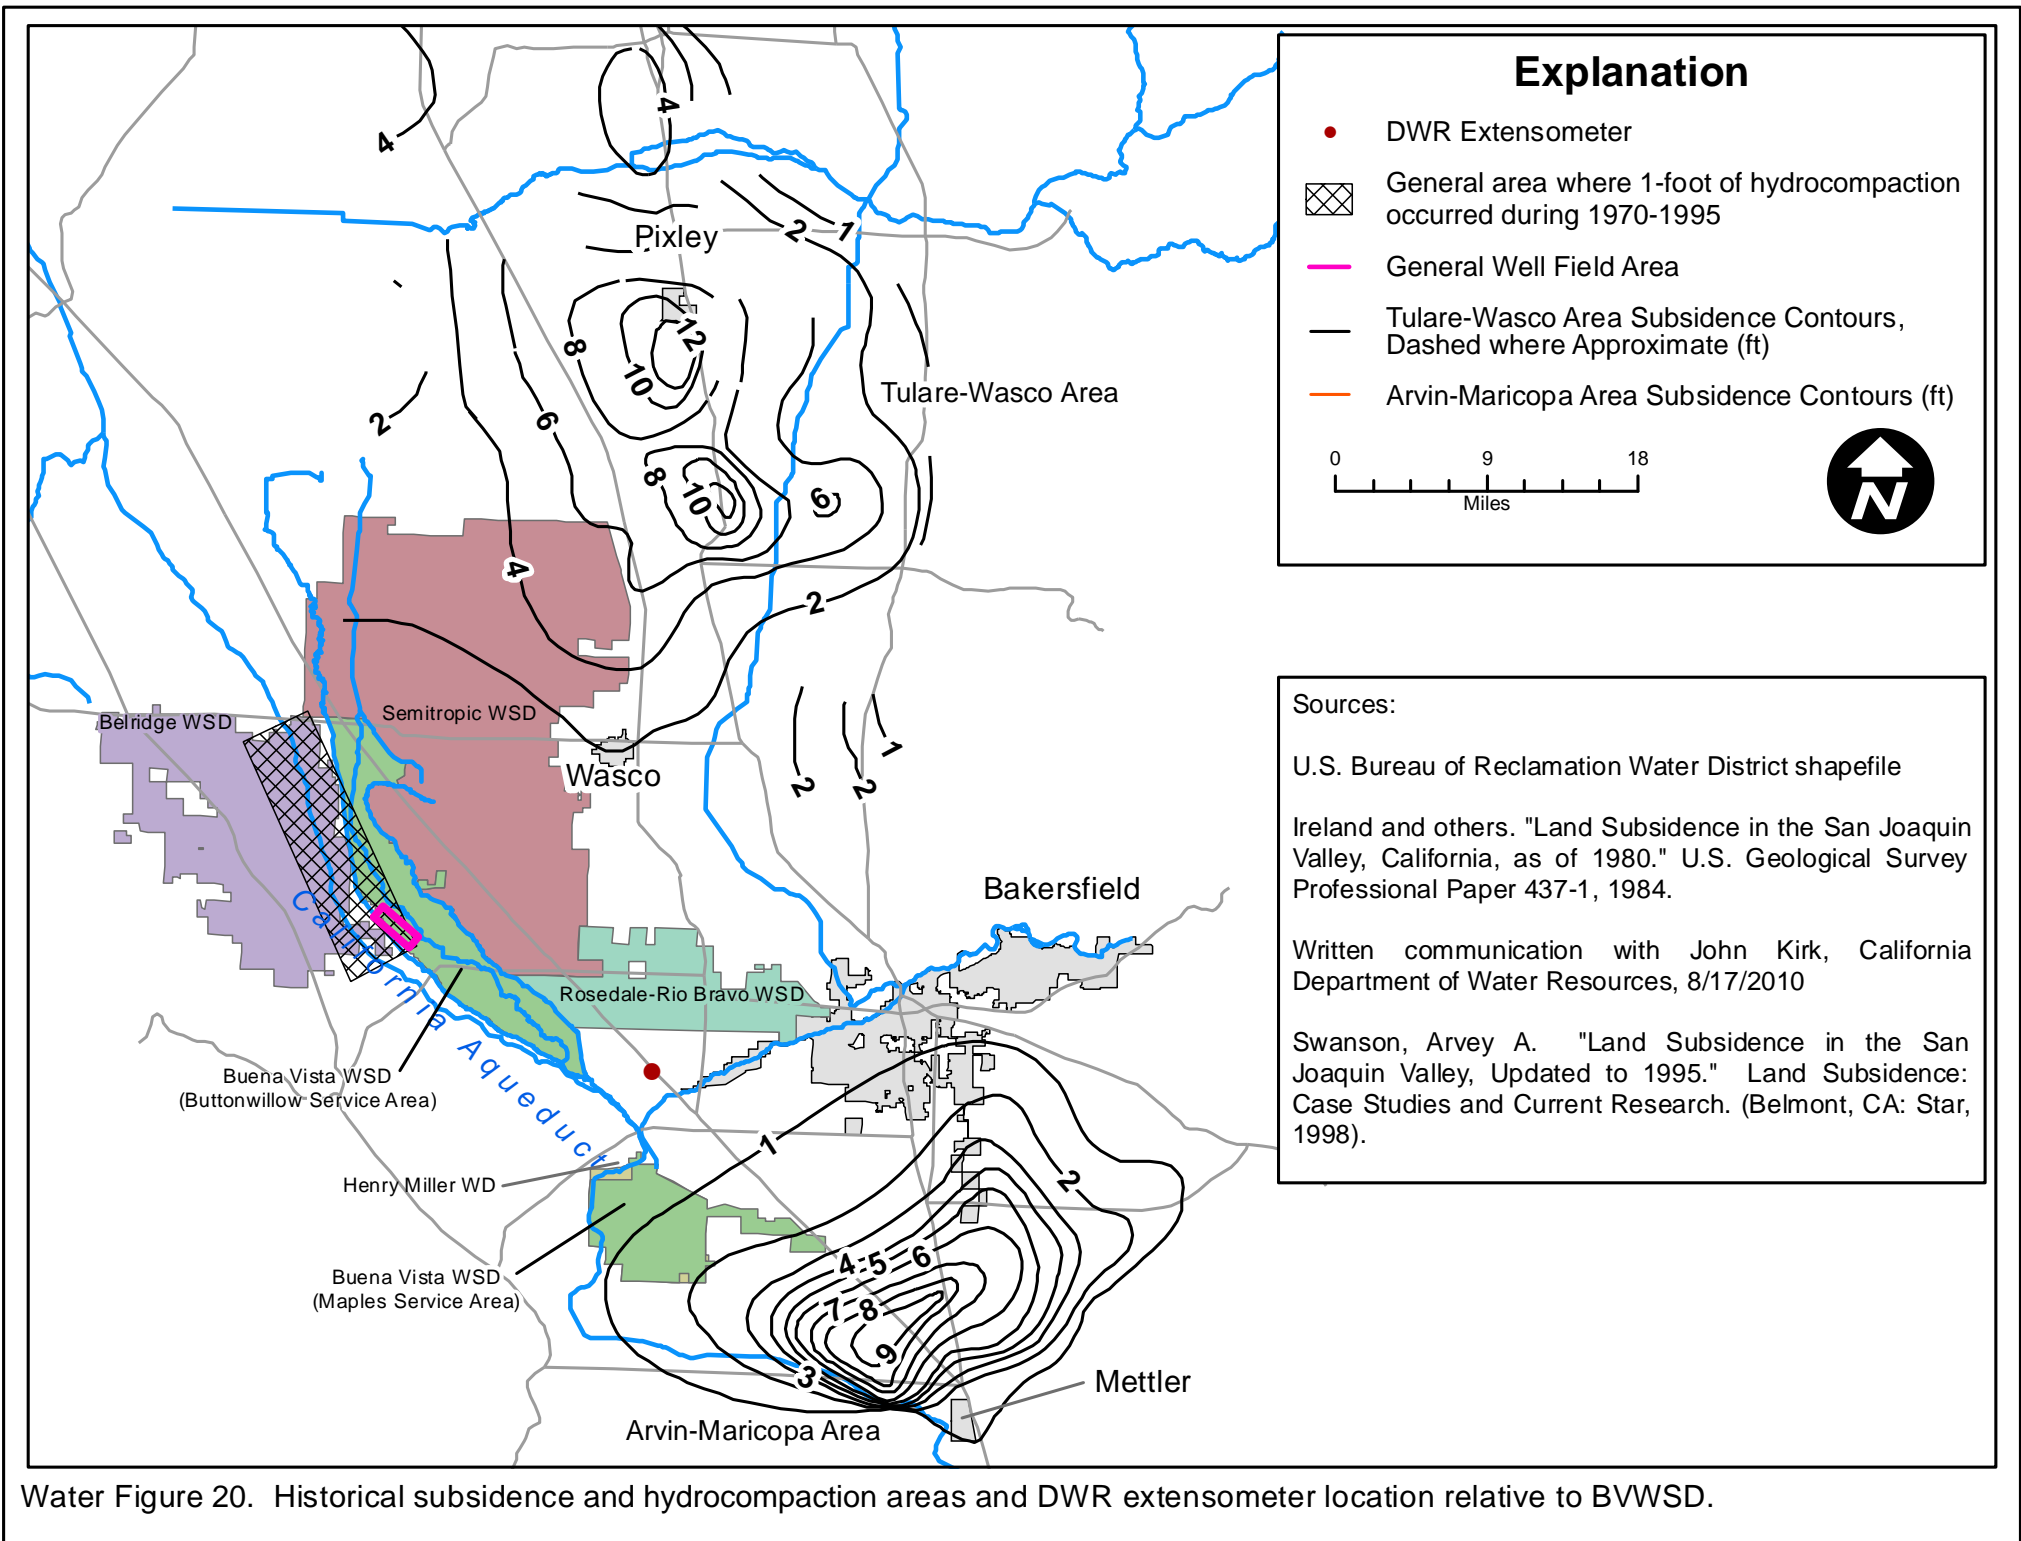 Explanation
DWR Extensometer
General area where 1-foot of hydrocompaction
occurred during 1970-1995
General Well Field Area
Tulare-Wasco Area Subsidence Contours,
Dashed where Approximate (ft)
Arvin-Maricopa Area Subsidence Contours (ft)
0 9 18
Miles
N
4
4
Pixley
2
1
8
12
10
Tulare-Wasco Area
2
6
8
10
6
4
2
Belridge WSD
Semitropic WSD
Wasco
1
2
2
Bakersfield
California Aqueduct
Rosedale-Rio Bravo WSD
Buena Vista WSD
(Buttonwillow Service Area)
1
2
Henry Miller WD
Buena Vista WSD
(Maples Service Area)
4
5
6
7
8
9
3
Mettler
Arvin-Maricopa Area
Sources:
U.S. Bureau of Reclamation Water District shapefile
Ireland and others. "Land Subsidence in the San Joaquin
Valley, California, as of 1980." U.S. Geological Survey
Professional Paper 437-1, 1984.
Written communication with John Kirk, California
Department of Water Resources, 8/17/2010
Swanson, Arvey A. "Land Subsidence in the San
Joaquin Valley, Updated to 1995." Land Subsidence:
Case Studies and Current Research. (Belmont, CA: Star,
1998).
Water Figure 20. Historical subsidence and hydrocompaction areas and DWR extensometer location relative to BVWSD.